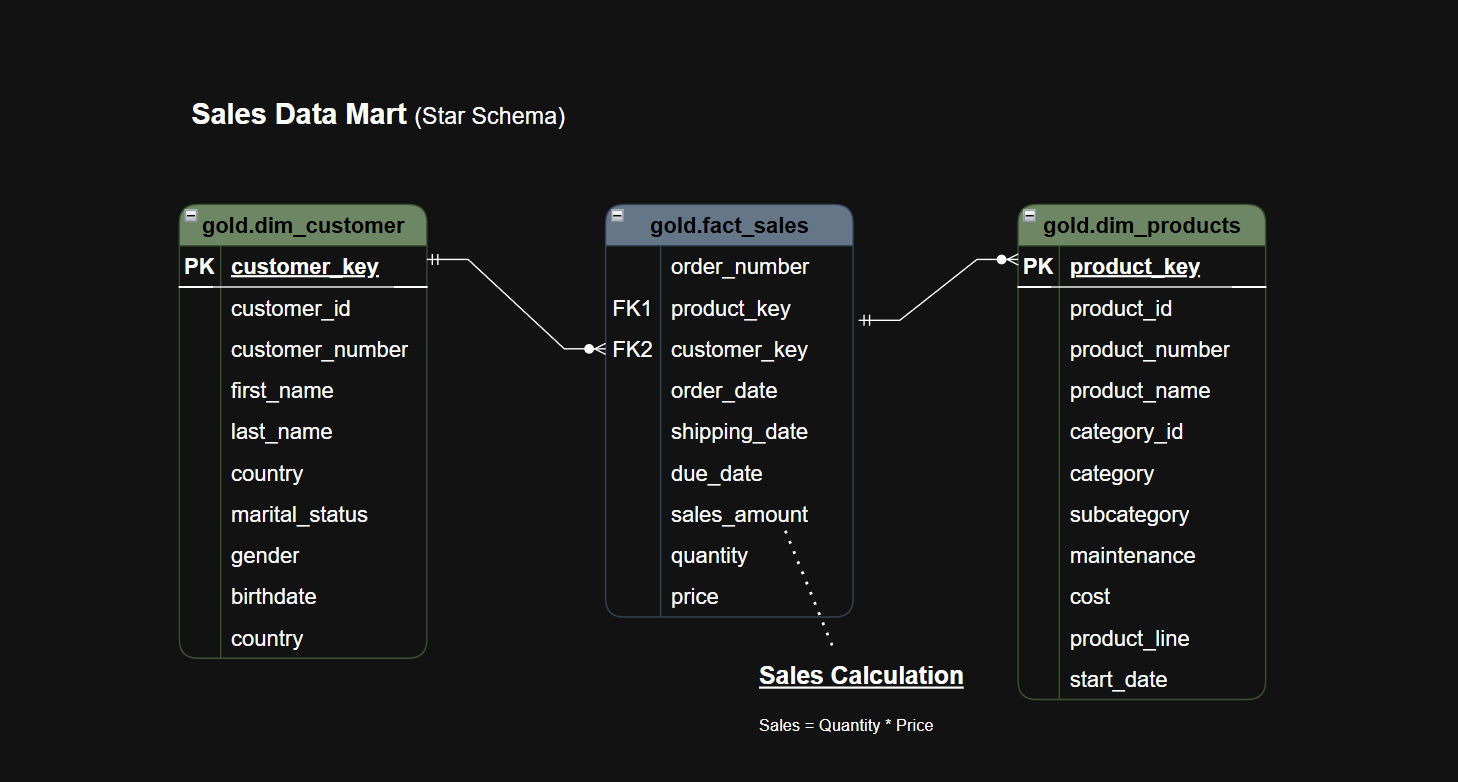 Sales Data Mart (Star Schema)
gold.dim_customer
PK customer_key
customer_id
customer_number
first_name
last_name
country
marital_status
gender
birthdate
country
gold.fact_sales
order_number
FK1 product_key
FK2 customer_key
order_date
shipping_date
due_date
sales_amount
quantity
price
Sales Calculation
Sales = Quantity * Price
gold.dim_products
PK product_key
product_id
product_number
product_name
category_id
category
subcategory
maintenance
cost
product_line
start_date